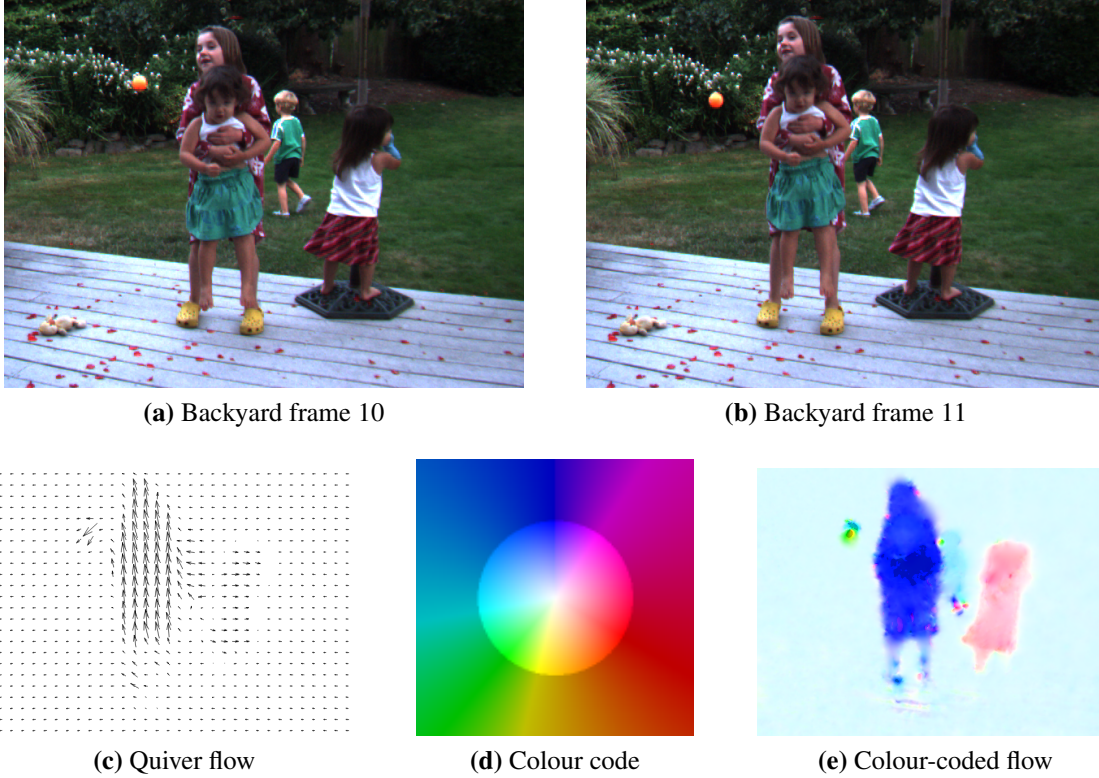 (a) Backyard frame 10
(b) Backyard frame 11
(c) Quiver flow
(d) Colour code
(e) Colour-coded flow